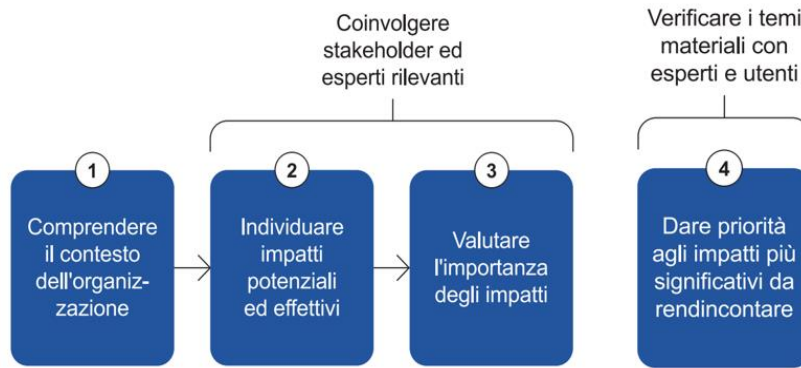 Coinvolgere
stakeholder ed
esperti rilevanti
Verificare i temi
materiali con
esperti e utenti
1
Comprendere
il contesto
dell'organiz-
zazione
2
Individuare
impatti
potenziali
ed effettivi
3
Valutare
l'importanza
degli impatti
4
Dare priorità
agli impatti più
significativi da
rendincontare